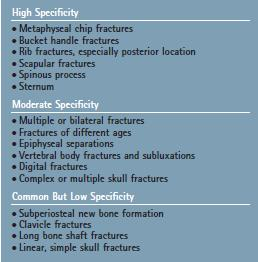 High Specificity
• Metaphyseal chip fractures
• Bucket handle fractures
• Rib fractures, especially posterior location
• Scapular fractures
• Spinous process
• Sternum
Moderate Specificity
• Multiple or bilateral fractures
• Fractures of different ages
• Epiphyseal separations
• Vertebral body fractures and subluxations
• Digital fractures
• Complex or multiple skull fractures
Common But Low Specificity
• Subperiosteal new bone formation
• Clavicle fractures
• Long bone shaft fractures
• Linear, simple skull fractures